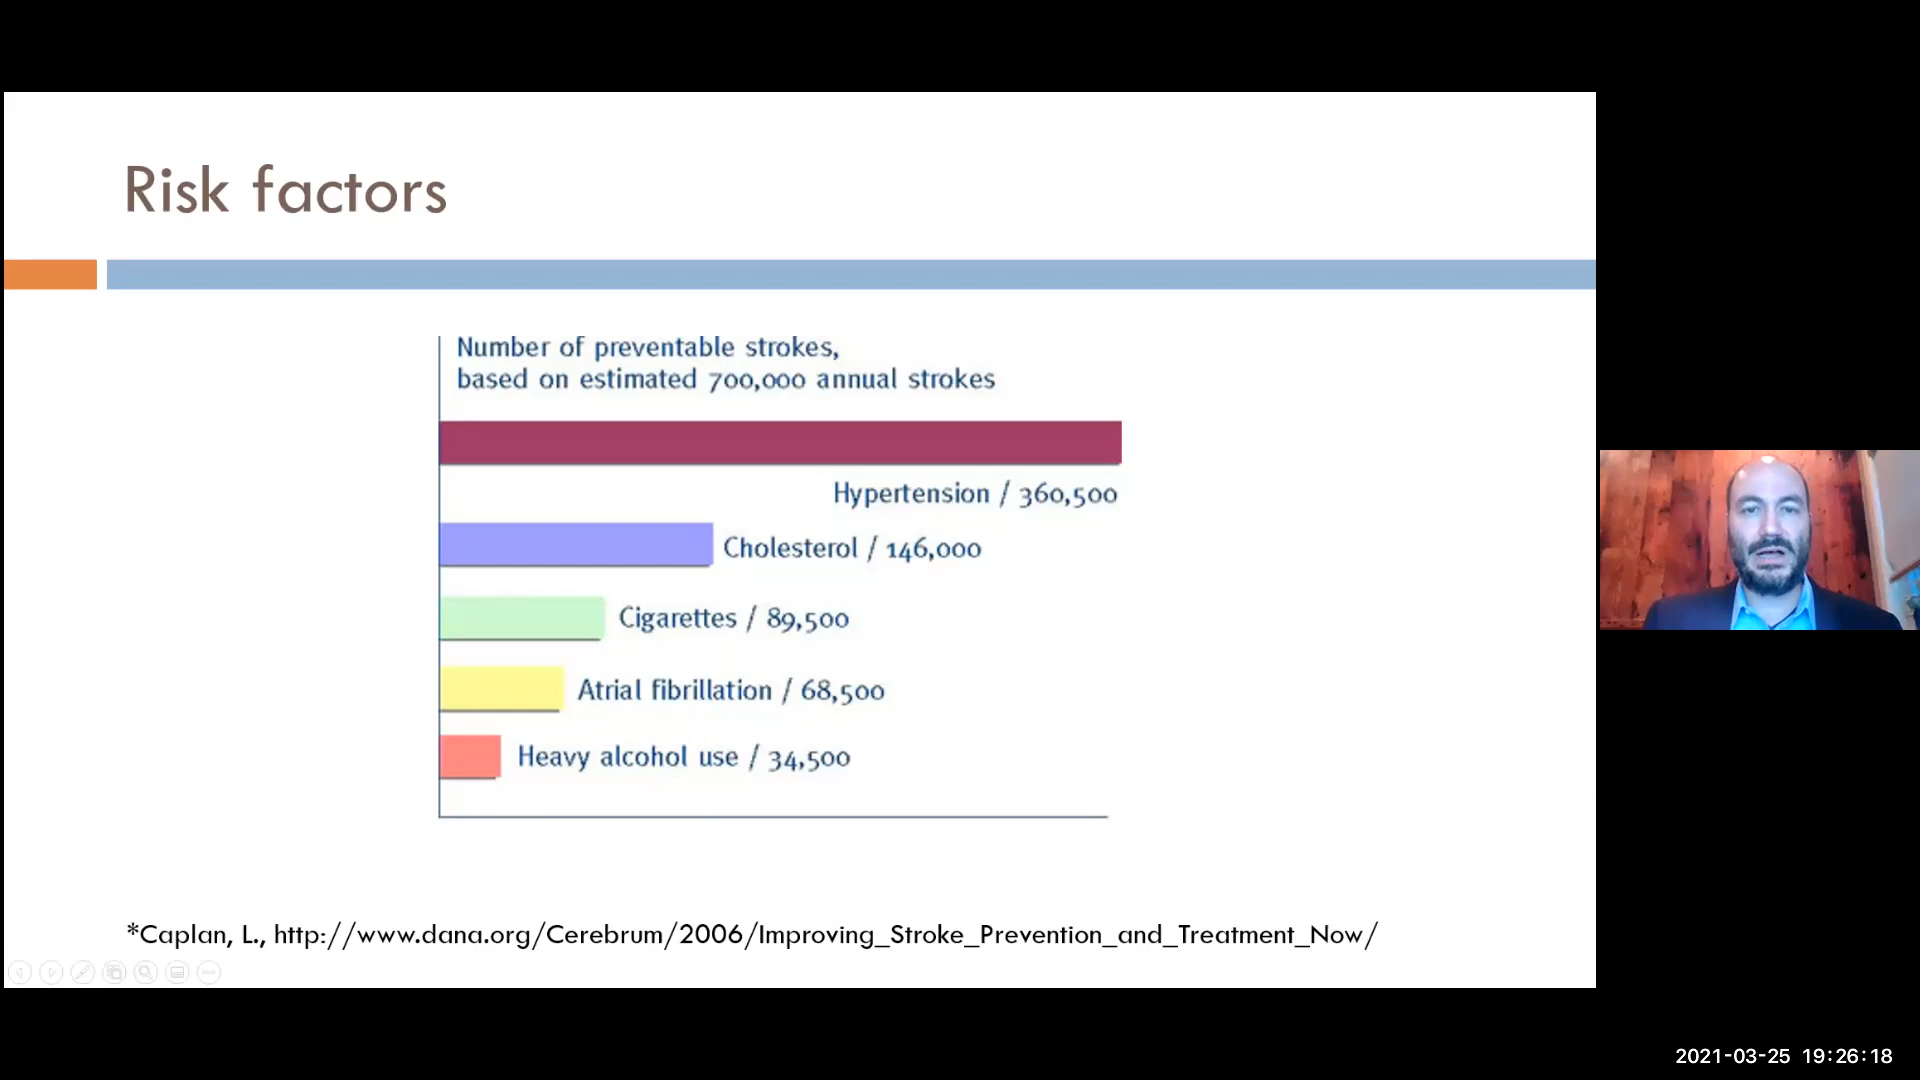 Risk factors
Number of preventable strokes,
based on estimated 700,000 annual strokes
Hypertension / 360,500
Cholesterol / 146,000
Cigarettes / 89,500
Atrial fibrillation / 68,500
Heavy alcohol use / 34,500
*Caplan, L., http://www.dana.org/Cerebrum/2006/Improving_Stroke_Prevention_and_Treatment_Now/
2021-03-25 19:26:18